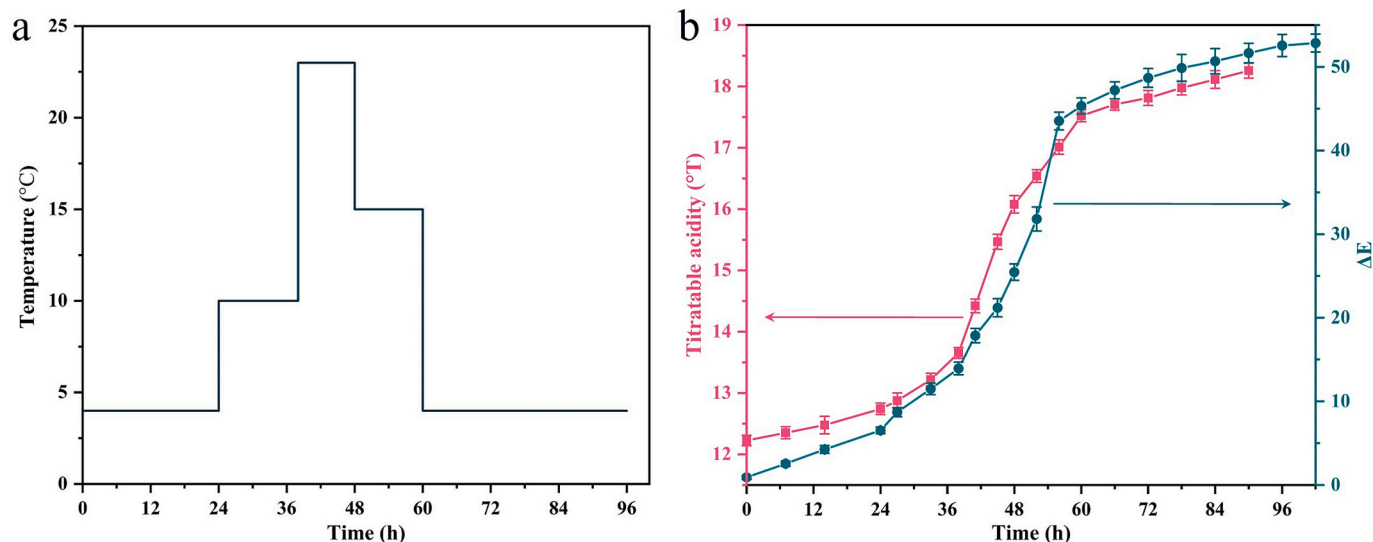 a
25
20
15
10
5
0
Temperature (°C)
0 12 24 36 48 60 72 84 96
Time (h)
b
19
18
17
16
15
14
13
12
Titratable acidity (°T)
50
40
30
20
10
0
ΔE
0 12 24 36 48 60 72 84 96
Time (h)